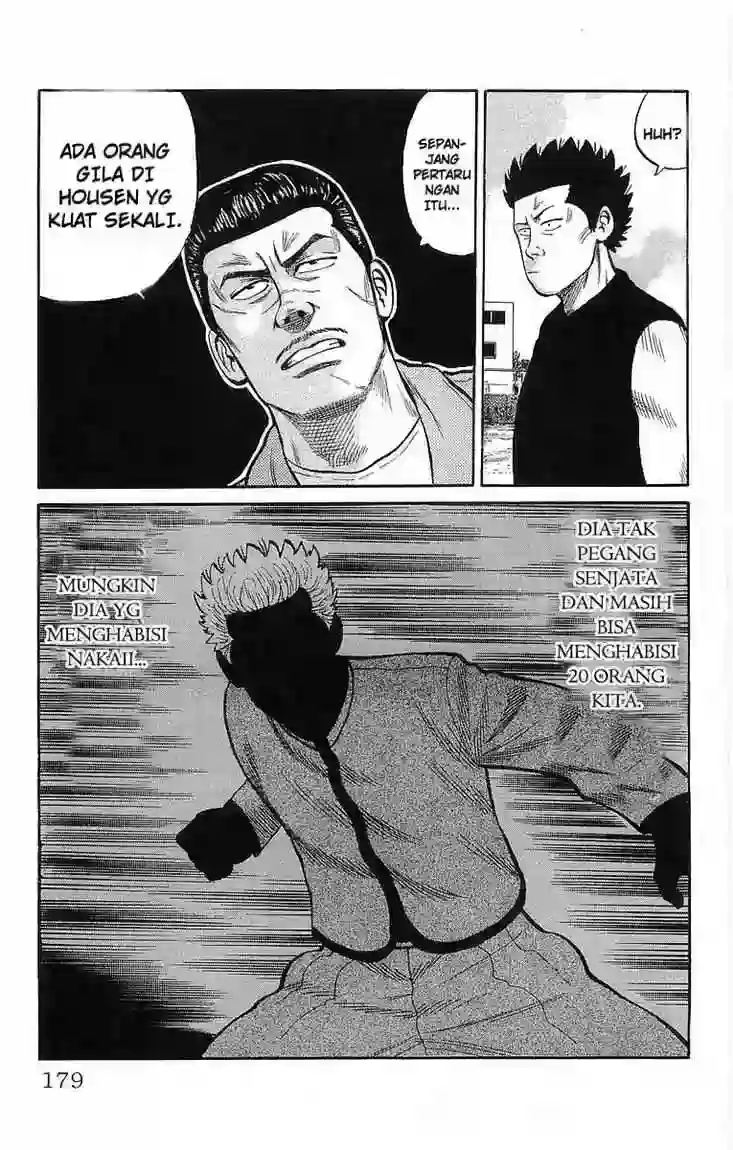 HUH?
SEPAN-
JANG
PERTARU
NGAN
ITU...
ADA ORANG
GILA DI
HOUSEN YG
KUAT SEKALI.
DIA TAK
PEGANG
SENJATA
DAN MASIH
BISA
MENGHABISI
20 ORANG
KITA.
MUNGKIN
DIA YG
MENGHABISI
NAKAII...
179